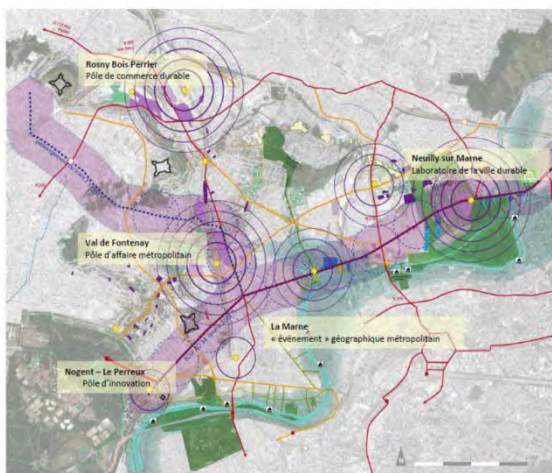 Rosny Bois Perrier
Pôle de commerce durable
Neuilly sur Marne
Laboratoire de la ville durable
Val de Fontenay
Pôle d'affaire métropolitain
La Marne
« événement » géographique métropolitain
Nogent – Le Perreux
Pôle d'innovation